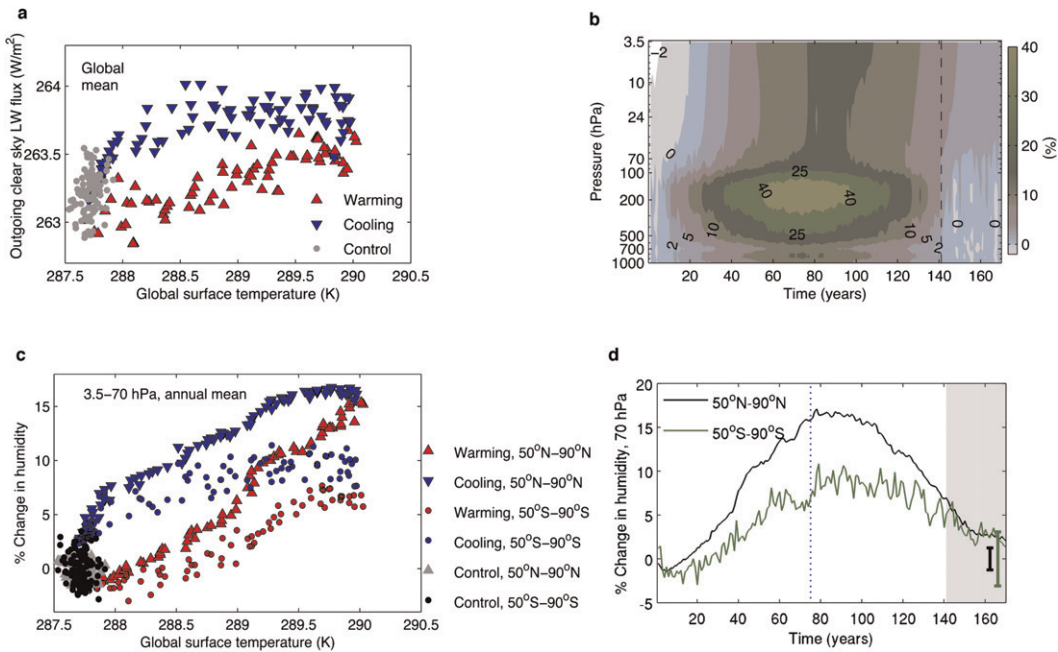 a
Outgoing clear sky LW flux (W/m²)
264
263.5
263
Global
mean
Warming
Cooling
Control
287.5 288 288.5 289 289.5 290 290.5
Global surface temperature (K)
b
Pressure (hPa)
3.5
10
24
70
100
200
500
700
1000
−2
0
2
5
10
25
40
40
25
10
5
2
0
0
20 40 60 80 100 120 140 160
Time (years)
40
30
20
10
0
(%)
c
% Change in humidity
15
10
5
0
3.5−70 hPa, annual mean
287.5 288 288.5 289 289.5 290 290.5
Global surface temperature (K)
Warming, 50°N−90°N
Cooling, 50°N−90°N
Warming, 50°S−90°S
Cooling, 50°S−90°S
Control, 50°N−90°N
Control, 50°S−90°S
d
% Change in humidity, 70 hPa
20
15
10
5
0
-5
50°N-90°N
50°S-90°S
0 20 40 60 80 100 120 140 160
Time (years)